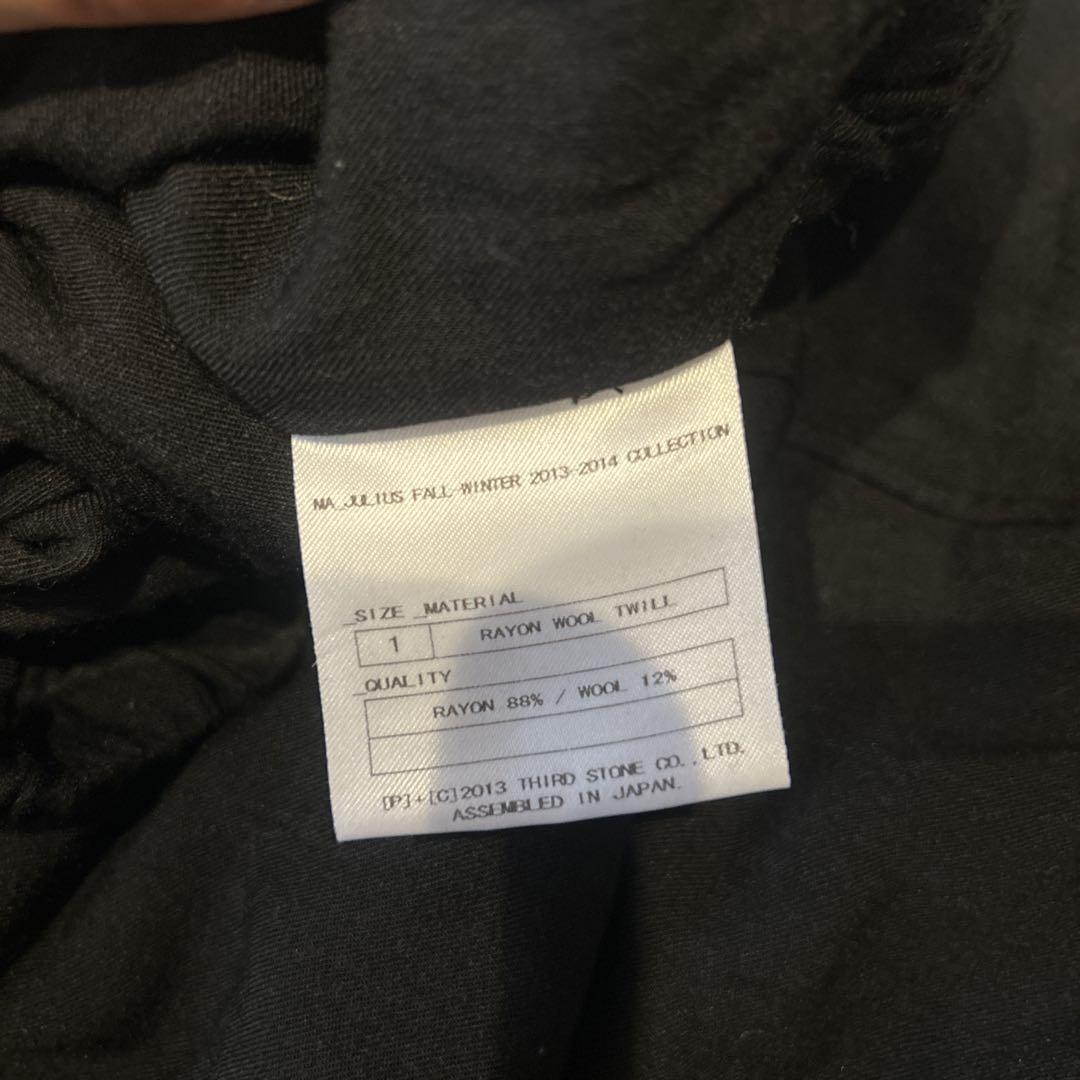 MA_JULIUS FALL-WINTER 2013-2014 COLLECTION
_SIZE _MATERIAL
1 RAYON WOOL TWILL
_QUALITY
RAYON 88% / WOOL 12%
[P]+[C]2013 THIRD STONE CO.,LTD.
ASSEMBLED IN JAPAN.